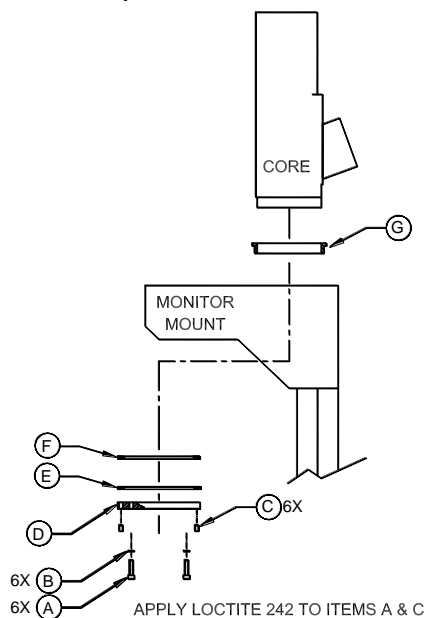 CORE
G
MONITOR
MOUNT
F
E
D
C 6X
6X B
6X A
APPLY LOCTITE 242 TO ITEMS A & C